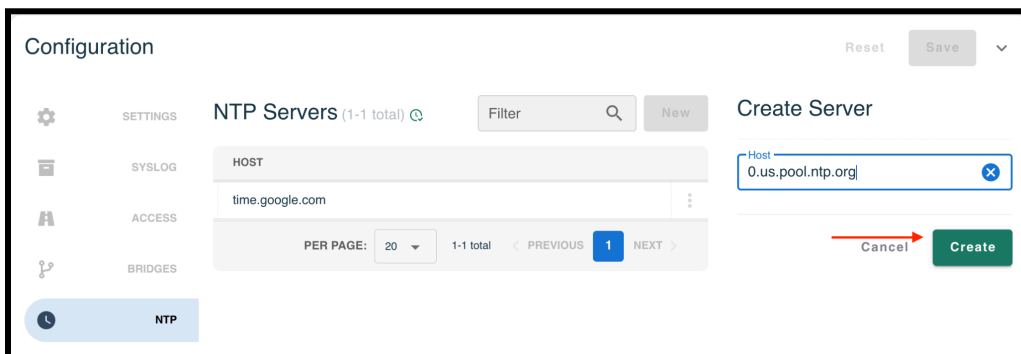 Configuration
Reset Save
SETTINGS
SYSLOG
ACCESS
BRIDGES
NTP
NTP Servers (1-1 total)
Filter
New
HOST
time.google.com
PER PAGE: 20 1-1 total < PREVIOUS 1 NEXT >
Create Server
Host
0.us.pool.ntp.org
Cancel Create